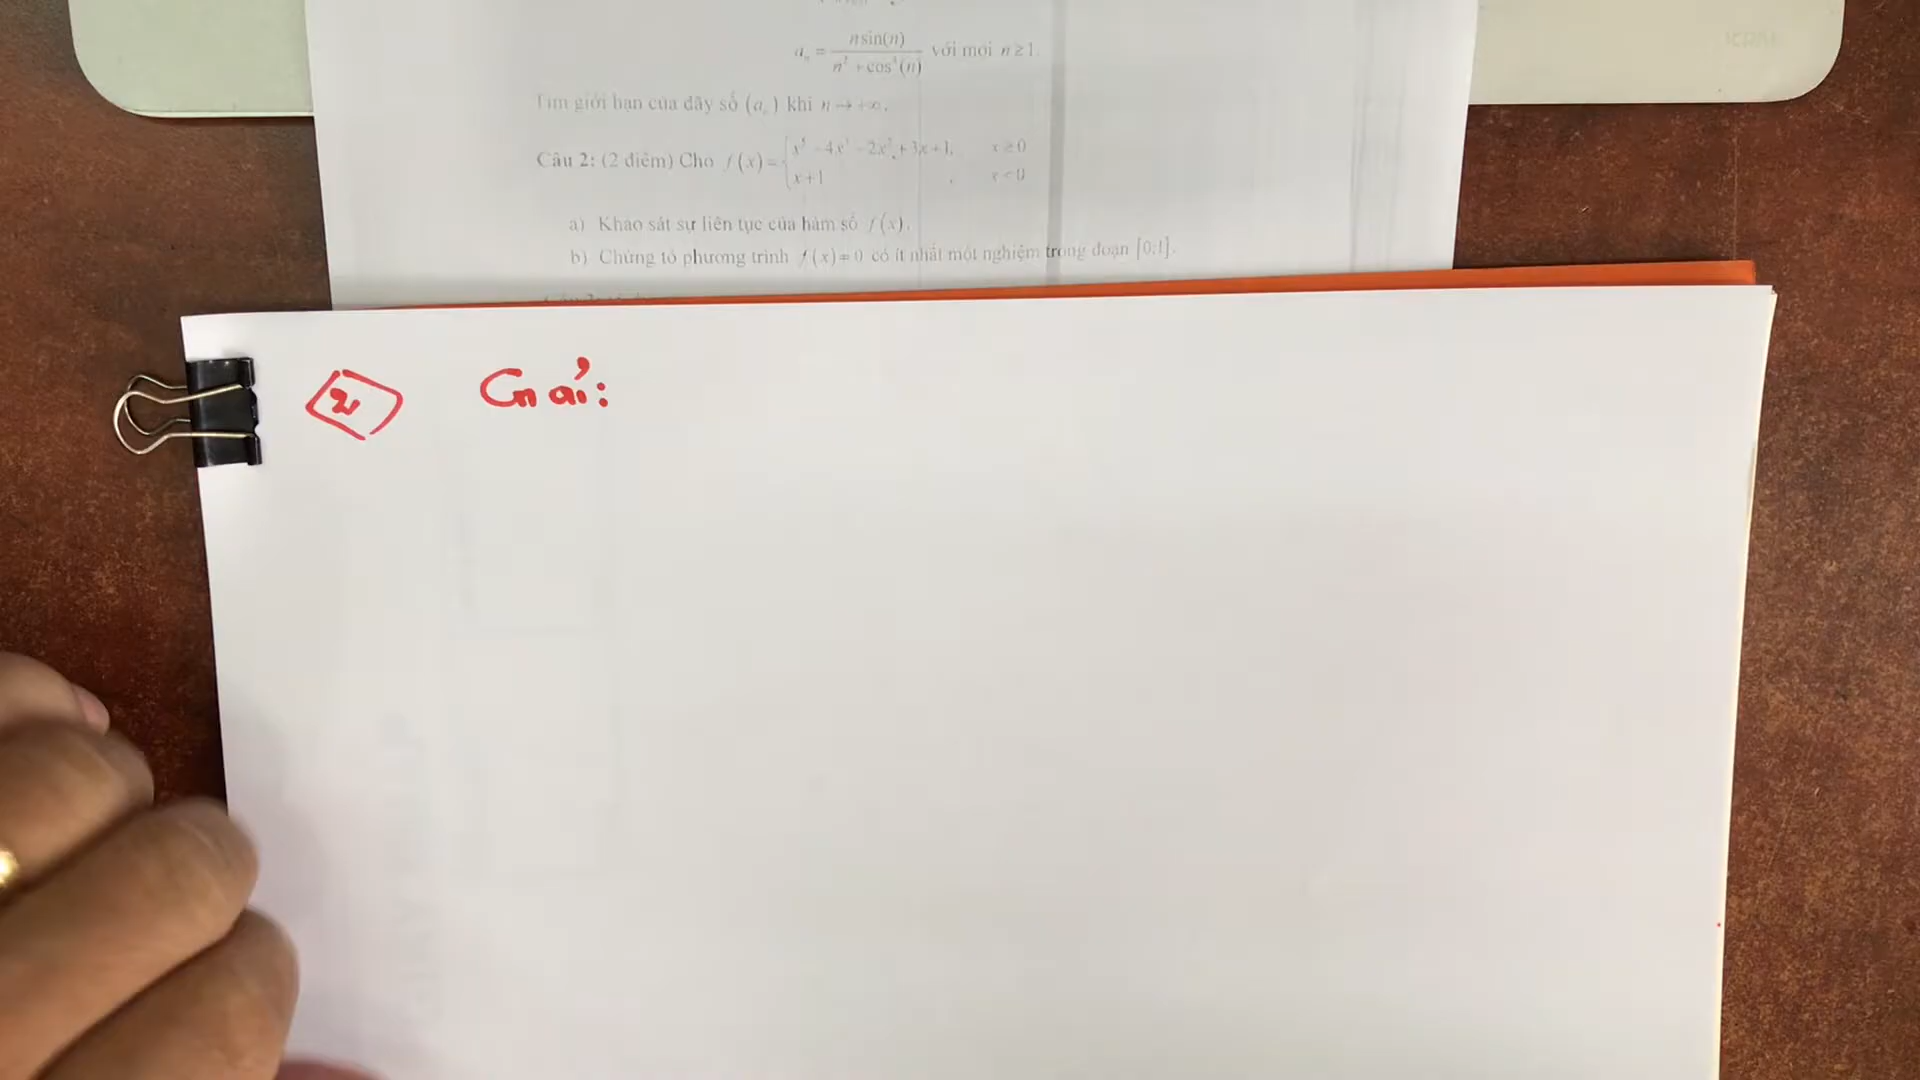 aₙ = n sin(n) / n² + cos⁴(n) với mọi n ≥ 1.
Tìm giới hạn của dãy số (aₙ) khi n → +∞.
Câu 2: (2 điểm) Cho f(x) = { x⁵ − 4x³ − 2x² + 3x + 1, x ≥ 0
x + 1 , x < 0
a) Khảo sát sự liên tục của hàm số f(x).
b) Chứng tỏ phương trình f(x) = 0 có ít nhất một nghiệm trong đoạn [0;1].
2 Giải: